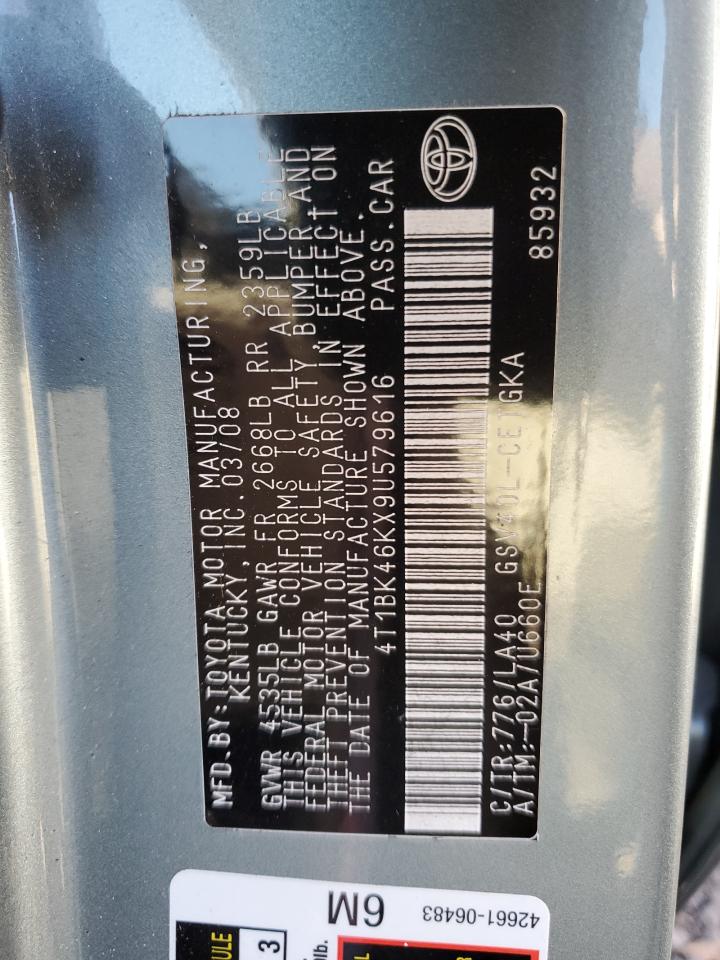 MFD.BY:TOYOTA MOTOR MANUFACTURING,
KENTUCKY,INC.03/08
GVWR 4535LB GAWR FR 2668LB RR 2359LB
THIS VEHICLE CONFORMS TO ALL APPLICABLE
FEDERAL MOTOR VEHICLE SAFETY,BUMPER,AND
THEFT PREVENTION STANDARDS IN EFFECT ON
THE DATE OF MANUFACTURE SHOWN ABOVE.
4T1BK46KX9U579616 PASS.CAR
C/TR:776/LA40 GSV40L-CETGKA
A/TM:-02A/U660E 85932
6M
42661-06483
3
lb.